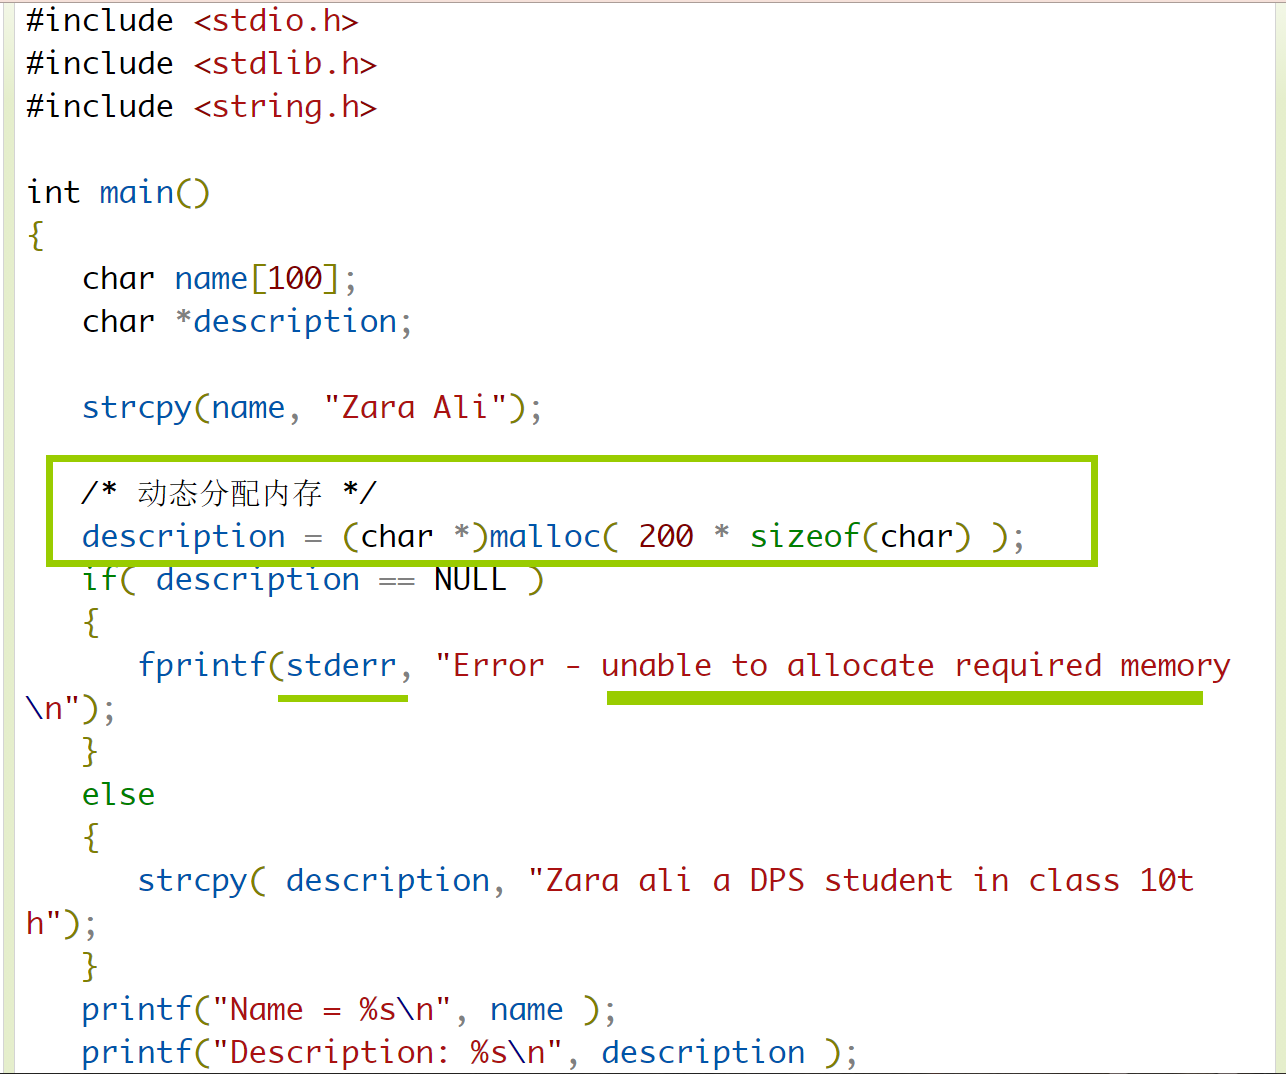 #include <stdio.h>
#include <stdlib.h>
#include <string.h>
int main()
{
char name[100];
char *description;
strcpy(name, "Zara Ali");
/* 动态分配内存 */
description = (char *)malloc( 200 * sizeof(char) );
if( description == NULL )
{
fprintf(stderr, "Error - unable to allocate required memory
\n");
}
else
{
strcpy( description, "Zara ali a DPS student in class 10t
h");
}
printf("Name = %s\n", name );
printf("Description: %s\n", description );